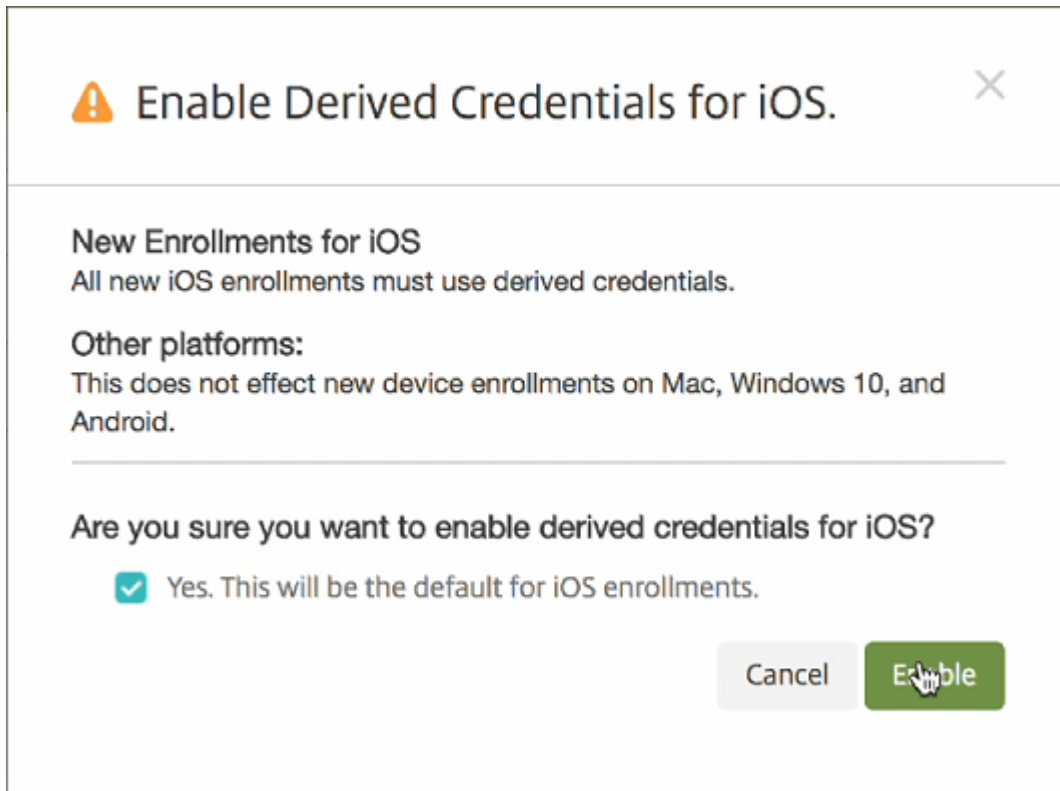 Enable Derived Credentials for iOS.
New Enrollments for iOS
All new iOS enrollments must use derived credentials.
Other platforms:
This does not effect new device enrollments on Mac, Windows 10, and
Android.
Are you sure you want to enable derived credentials for iOS?
Yes. This will be the default for iOS enrollments.
Cancel
Enable